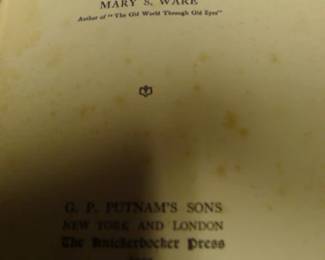 MARY S. WARE
Author of "The Old World Through Old Eyes"
G. P. PUTNAM'S SONS
NEW YORK AND LONDON
The Knickerbocker Press